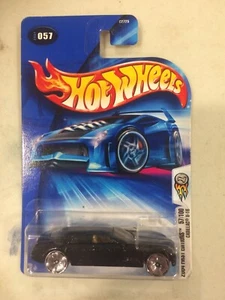 057
Hot Wheels
2004 FIRST EDITIONS 57/100
CADILLAC V-16